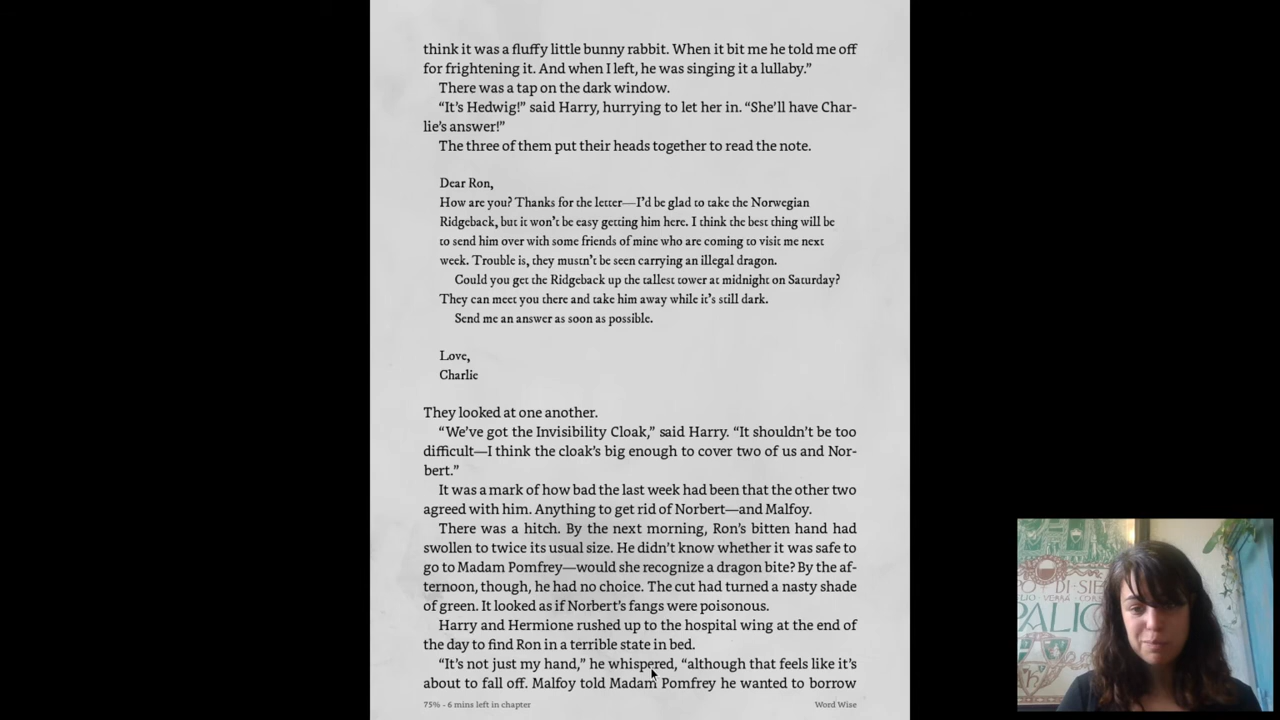 think it was a fluffy little bunny rabbit. When it bit me he told me off
for frightening it. And when I left, he was singing it a lullaby.”
There was a tap on the dark window.
“It’s Hedwig!” said Harry, hurrying to let her in. “She’ll have Char-
lie’s answer!”
The three of them put their heads together to read the note.
Dear Ron,
How are you? Thanks for the letter—I’d be glad to take the Norwegian
Ridgeback, but it won’t be easy getting him here. I think the best thing will be
to send him over with some friends of mine who are coming to visit me next
week. Trouble is, they mustn’t be seen carrying an illegal dragon.
Could you get the Ridgeback up the tallest tower at midnight on Saturday?
They can meet you there and take him away while it’s still dark.
Send me an answer as soon as possible.
Love,
Charlie
They looked at one another.
“We’ve got the Invisibility Cloak,” said Harry. “It shouldn’t be too
difficult—I think the cloak’s big enough to cover two of us and Nor-
bert.”
It was a mark of how bad the last week had been that the other two
agreed with him. Anything to get rid of Norbert—and Malfoy.
There was a hitch. By the next morning, Ron’s bitten hand had
swollen to twice its usual size. He didn’t know whether it was safe to
go to Madam Pomfrey—would she recognize a dragon bite? By the af-
ternoon, though, he had no choice. The cut had turned a nasty shade
of green. It looked as if Norbert’s fangs were poisonous.
Harry and Hermione rushed up to the hospital wing at the end of
the day to find Ron in a terrible state in bed.
“It’s not just my hand,” he whispered, “although that feels like it’s
about to fall off. Malfoy told Madam Pomfrey he wanted to borrow
75% - 6 mins left in chapter
Word Wise
DI-SIE
PALIO